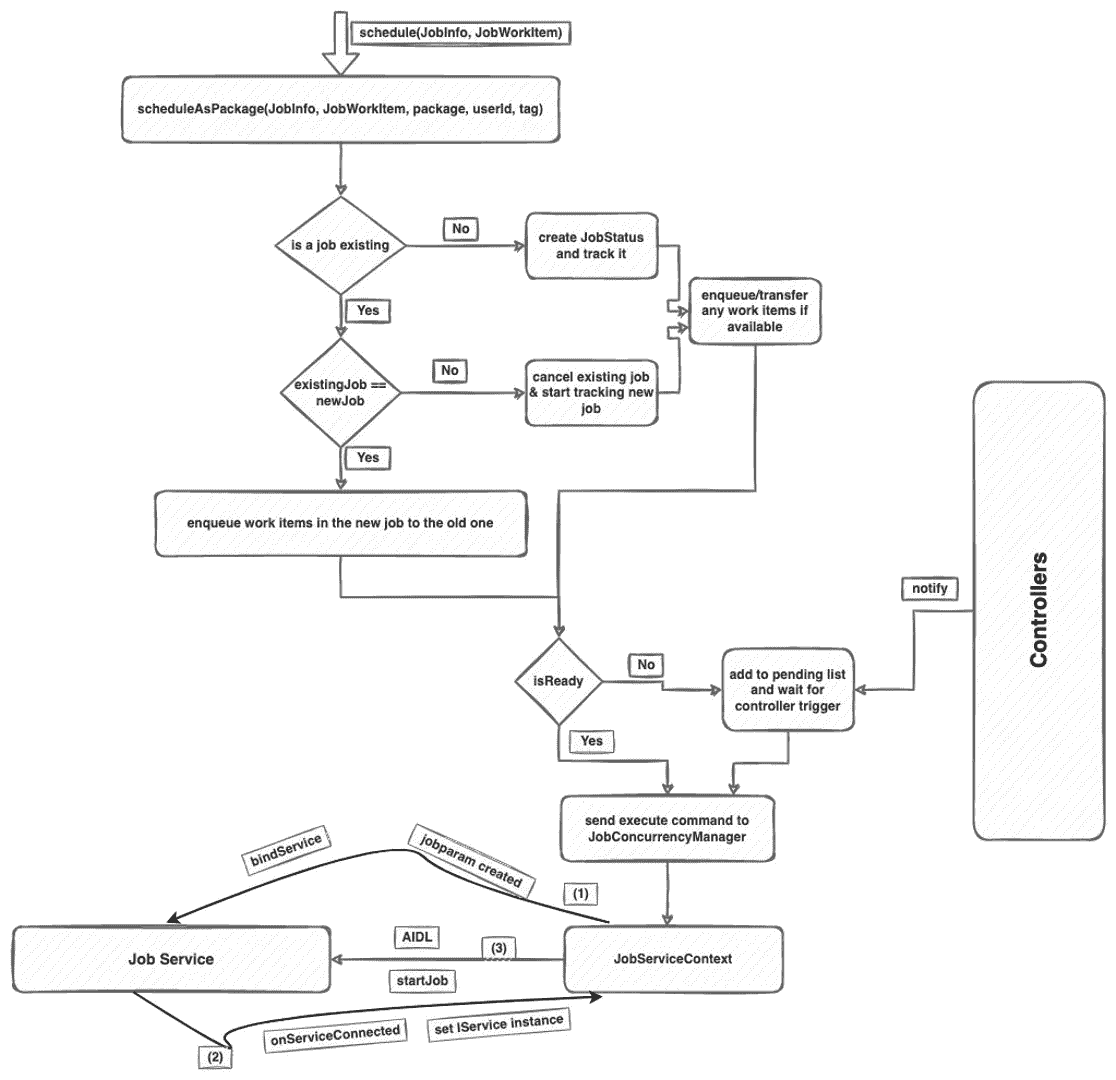 schedule(JobInfo, JobWorkItem)
scheduleAsPackage(JobInfo, JobWorkItem, package, userId, tag)
is a job existing
No
create JobStatus
and track it
enqueue/transfer
any work items if
available
Yes
existingJob ==
newJob
No
cancel existing job
& start tracking new
job
Yes
enqueue work items in the new job to the old one
Controllers
notify
isReady
No
add to pending list
and wait for
controller trigger
Yes
send execute command to
JobConcurrencyManager
bindService
jobparam created
(1)
Job Service
AIDL
(3)
startJob
JobServiceContext
onServiceConnected
set IService instance
(2)